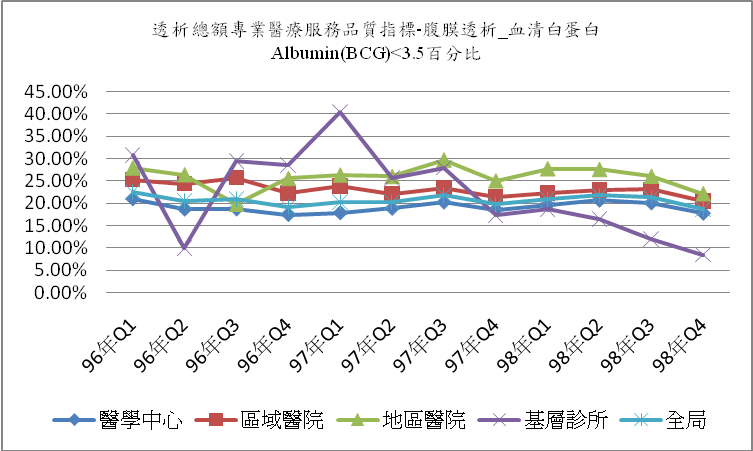 透析總額專業醫療服務品質指標-腹膜透析_血清白蛋白
Albumin(BCG)<3.5百分比
45.00%
40.00%
35.00%
30.00%
25.00%
20.00%
15.00%
10.00%
5.00%
0.00%
96年Q1
96年Q2
96年Q3
96年Q4
97年Q1
97年Q2
97年Q3
97年Q4
98年Q1
98年Q2
98年Q3
98年Q4
醫學中心 區域醫院 地區醫院 基層診所 全局